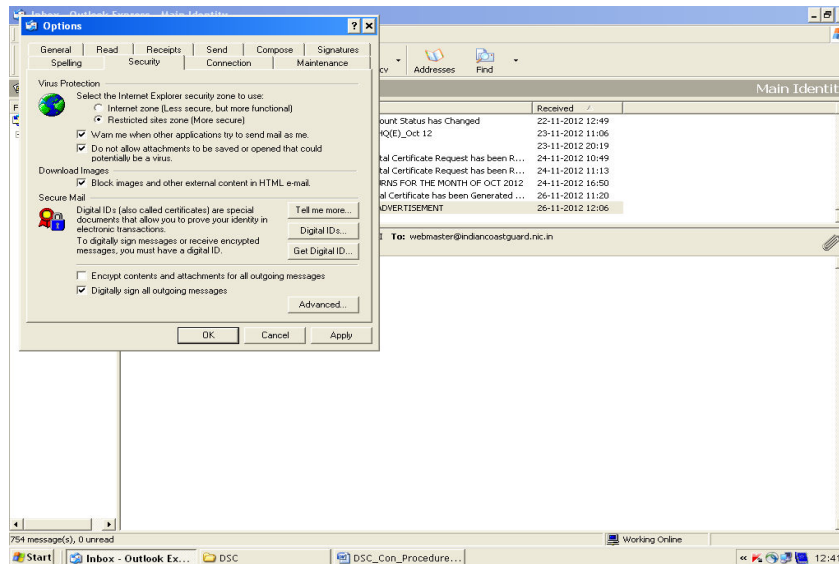 Inbox - Outlook Express - Main Identity
Options
General Read Receipts Send Compose Signatures
Spelling Security Connection Maintenance
Virus Protection
Select the Internet Explorer security zone to use:
Internet zone (Less secure, but more functional)
Restricted sites zone (More secure)
Warn me when other applications try to send mail as me.
Do not allow attachments to be saved or opened that could
potentially be a virus.
Download Images
Block images and other external content in HTML e-mail.
Secure Mail
Digital IDs (also called certificates) are special
documents that allow you to prove your identity in
electronic transactions.
To digitally sign messages or receive encrypted
messages, you must have a digital ID.
Tell me more...
Digital IDs...
Get Digital ID...
Encrypt contents and attachments for all outgoing messages
Digitally sign all outgoing messages
Advanced...
OK Cancel Apply
cv Addresses Find
Main Identit
Received
ount Status has Changed 22-11-2012 12:49
HQ(E)_Oct 12 23-11-2012 11:06
23-11-2012 20:19
tal Certificate Request has been R... 24-11-2012 10:49
tal Certificate Request has been R... 24-11-2012 11:13
RNS FOR THE MONTH OF OCT 2012 24-11-2012 16:50
al Certificate has been Generated ... 26-11-2012 11:20
ADVERTISEMENT 26-11-2012 12:06
To: webmaster@indiancoastguard.nic.in
754 message(s), 0 unread Working Online
Start Inbox - Outlook Ex... DSC DSC_Con_Procedure... 12:41